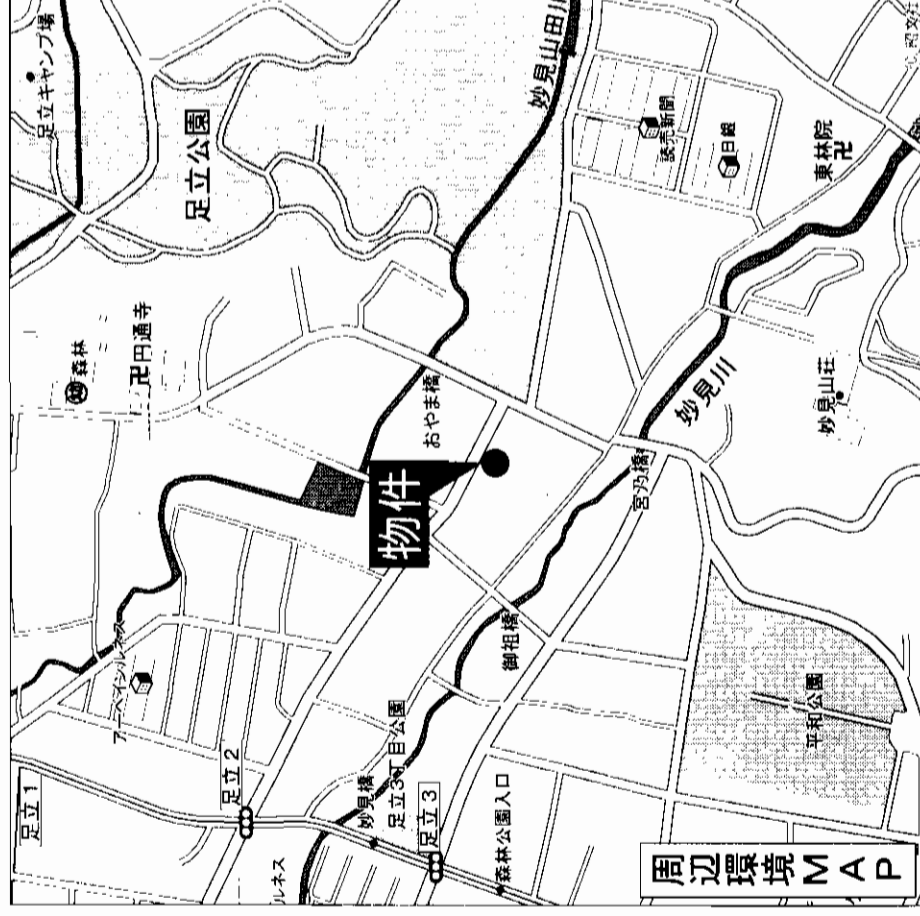 足立キャンプ場
足立公園
妙見山田川
読売新聞
日経
東林院
森林
円通寺
おやま橋
物件
妙見川
妙見山荘
宮乃橋
御祖橋
足立1
足立2
妙見橋
足立3丁目公園
足立3
森林公園入口
平和公園
ルネス
周辺環境MAP